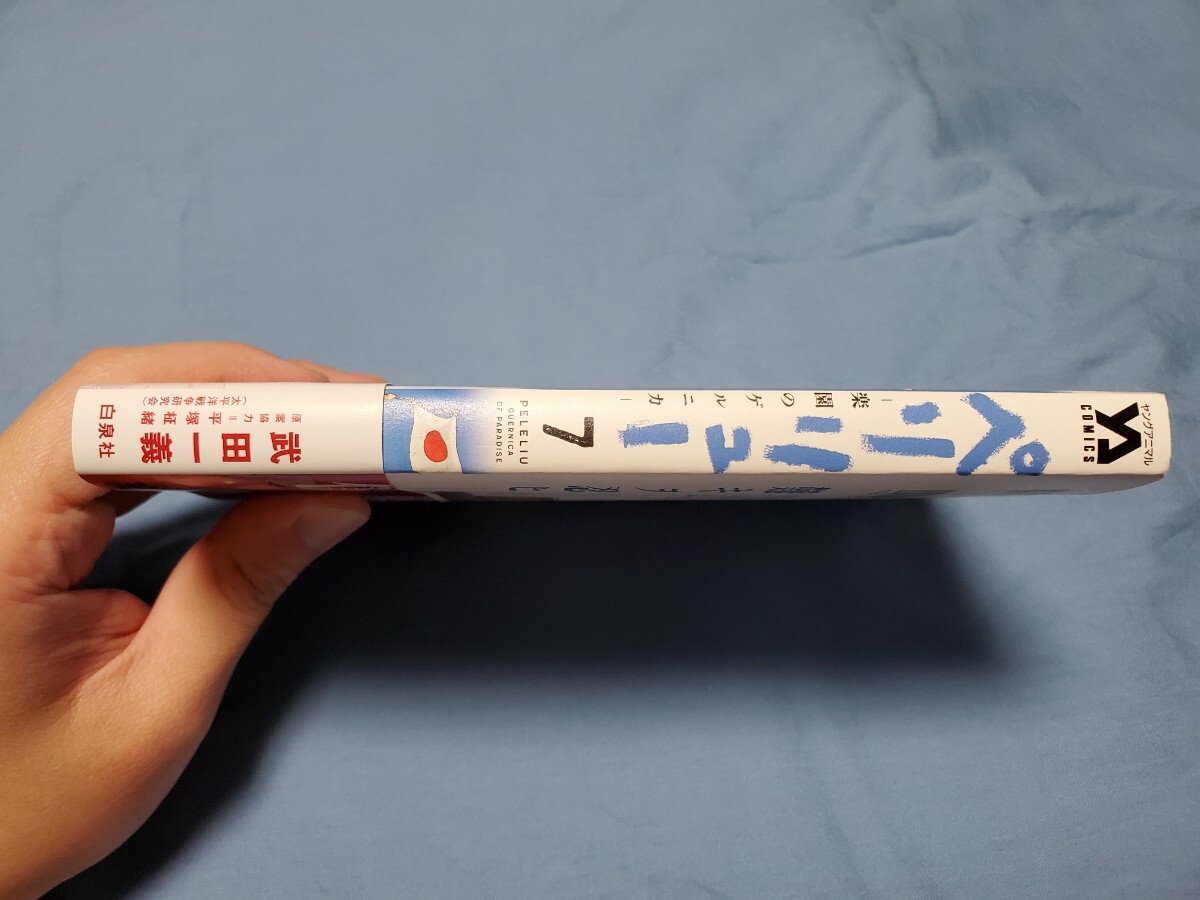 ヤングアニマル
YA
COMICS
ペリリュー
─楽園のゲルニカ─
7
PELELIU
GUERNICA
OF PARADISE
武田一義
原案協力=平塚柾緒
(太平洋戦争研究会)
白泉社